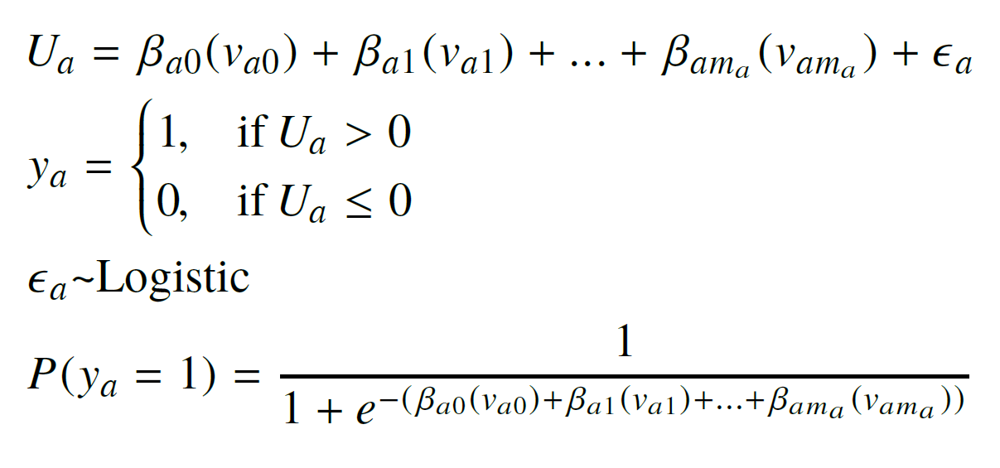 U_a = β_{a0}(v_{a0}) + β_{a1}(v_{a1}) + ... + β_{am_a}(v_{am_a}) + ϵ_a
y_a = { 1, if U_a > 0
0, if U_a ≤ 0
ϵ_a~Logistic
P(y_a = 1) = \frac{1}{1 + e^{-(β_{a0}(v_{a0})+β_{a1}(v_{a1})+...+β_{am_a}(v_{am_a}))}}